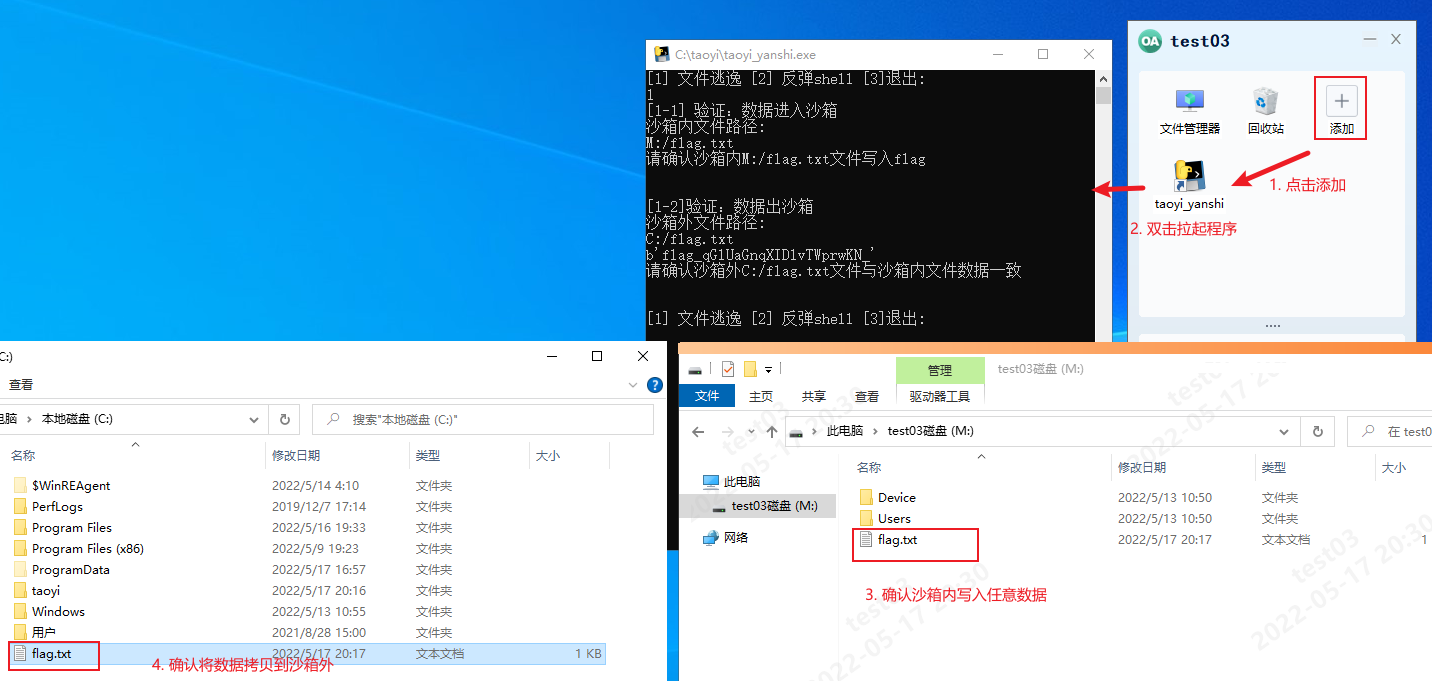 C:\taoyi\taoyi_yanshi.exe
[1] 文件逃逸 [2] 反弹shell [3]退出:
1
[1-1] 验证: 数据进入沙箱
沙箱内文件路径:
M:/flag.txt
请确认沙箱内M:/flag.txt文件写入flag
[1-2]验证: 数据出沙箱
沙箱外文件路径:
C:/flag.txt
b'flag_qG1UaGnqXID1vTWprwKN_'
请确认沙箱外C:/flag.txt文件与沙箱内文件数据一致
[1] 文件逃逸 [2] 反弹shell [3]退出:
OA test03
文件管理器 回收站 添加
taoyi_yanshi
1. 点击添加
2. 双击拉起程序
C:)
查看
电脑 › 本地磁盘 (C:)
搜索"本地磁盘 (C:)"
名称 修改日期 类型 大小
$WinREAgent 2022/5/14 4:10 文件夹
PerfLogs 2019/12/7 17:14 文件夹
Program Files 2022/5/16 19:33 文件夹
Program Files (x86) 2022/5/9 19:23 文件夹
ProgramData 2022/5/17 16:57 文件夹
taoyi 2022/5/17 20:16 文件夹
Windows 2022/5/13 10:55 文件夹
用户 2021/8/28 15:00 文件夹
flag.txt 2022/5/17 20:17 文本文档 1 KB
4. 确认将数据拷贝到沙箱外
管理 test03磁盘 (M:)
文件 主页 共享 查看 驱动器工具
› 此电脑 › test03磁盘 (M:)
在 test0
此电脑
test03磁盘 (M:)
网络
名称 修改日期 类型 大小
Device 2022/5/13 10:50 文件夹
Users 2022/5/13 10:50 文件夹
flag.txt 2022/5/17 20:17 文本文档 1
3. 确认沙箱内写入任意数据
test03
2022-05-17 20:30